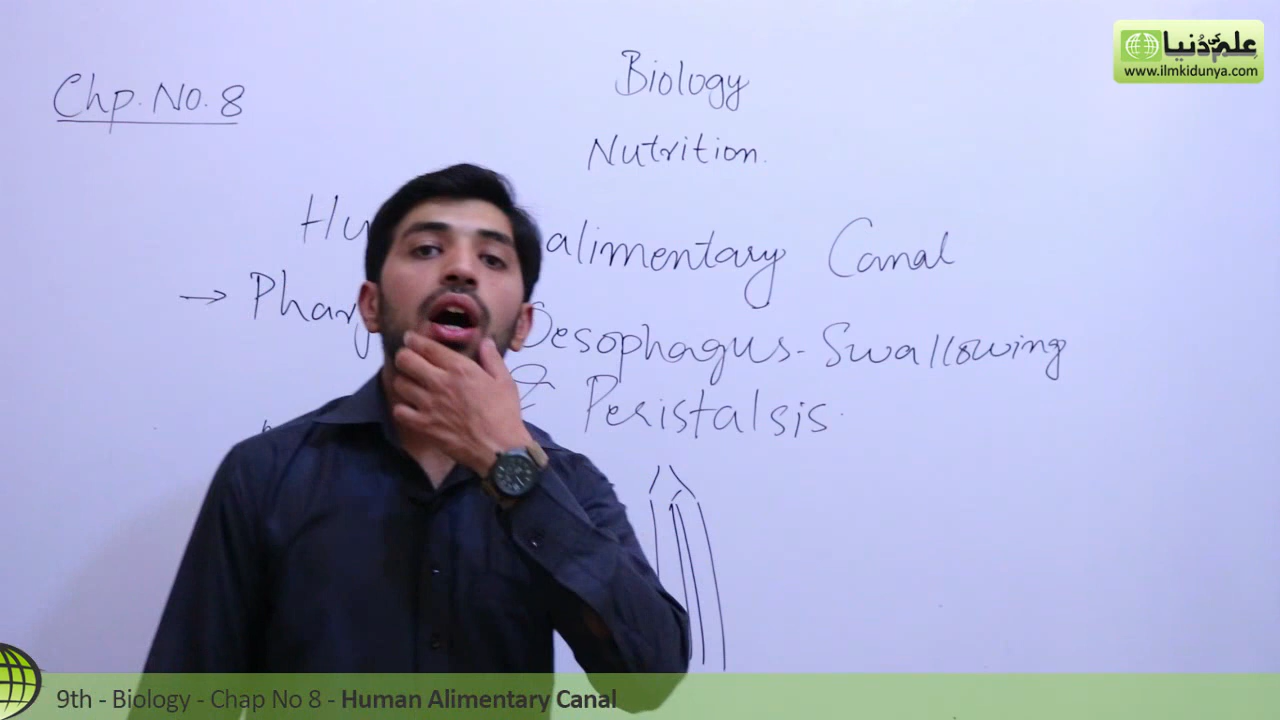 علم کی دُنیا
www.ilmkidunya.com
Chp. No. 8
Biology
Nutrition.
alimentary Canal
→ Oesophagus - Swallowing
& Peristalsis.
9th - Biology - Chap No 8 - Human Alimentary Canal